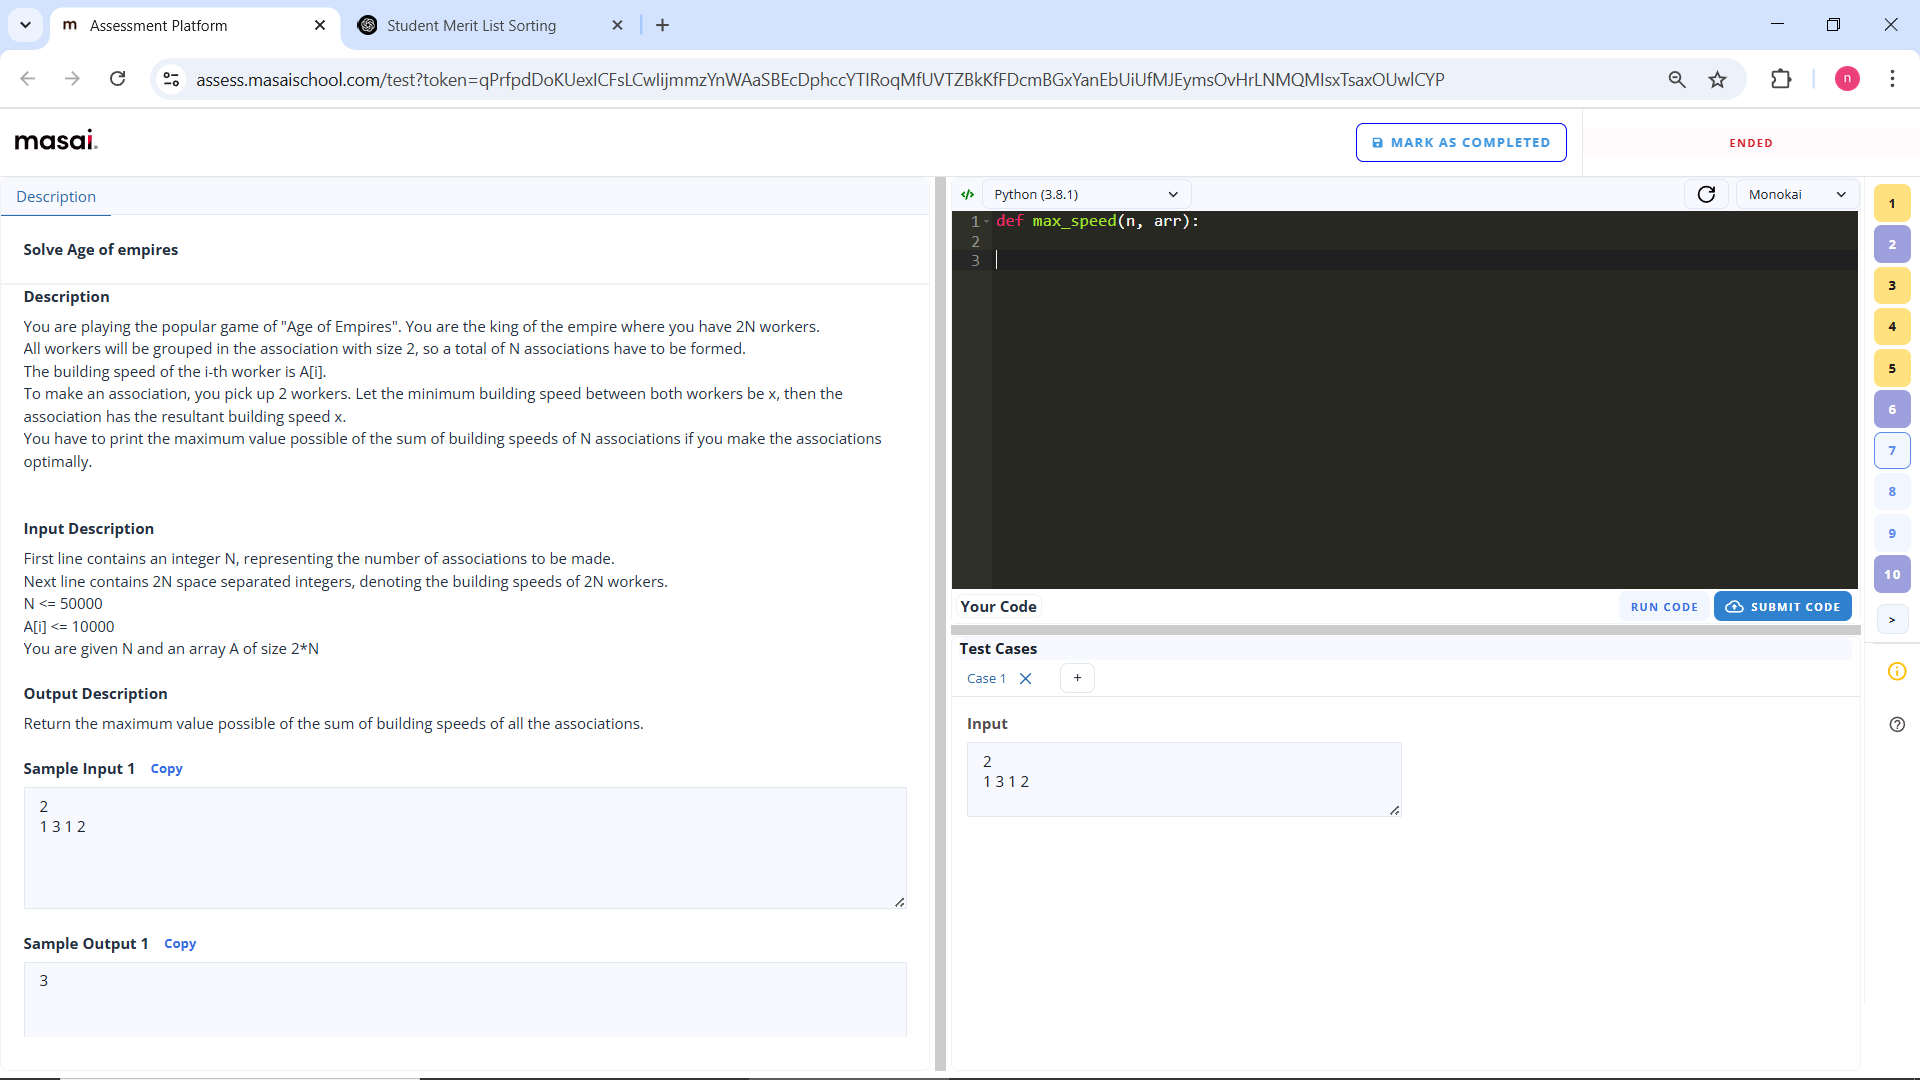 Assessment Platform
Student Merit List Sorting
assess.masaischool.com/test?token=qPrfpdDoKUexICFsLCwIijmmzYnWAaSBEcDphccYTIRoqMfUVTZBkKfFDcmBGxYanEbUiUfMJEymsOvHrLNMQMIsxTsaxOUwlCYP
n
masai.
MARK AS COMPLETED
ENDED
Description
Solve Age of empires
Description
You are playing the popular game of "Age of Empires". You are the king of the empire where you have 2N workers.
All workers will be grouped in the association with size 2, so a total of N associations have to be formed.
The building speed of the i-th worker is A[i].
To make an association, you pick up 2 workers. Let the minimum building speed between both workers be x, then the
association has the resultant building speed x.
You have to print the maximum value possible of the sum of building speeds of N associations if you make the associations
optimally.
Input Description
First line contains an integer N, representing the number of associations to be made.
Next line contains 2N space separated integers, denoting the building speeds of 2N workers.
N <= 50000
A[i] <= 10000
You are given N and an array A of size 2*N
Output Description
Return the maximum value possible of the sum of building speeds of all the associations.
Sample Input 1 Copy
2
1 3 1 2
Sample Output 1 Copy
3
Python (3.8.1)
Monokai
1 def max_speed(n, arr):
2
3
Your Code
RUN CODE
SUBMIT CODE
Test Cases
Case 1
+
Input
2
1 3 1 2
1
2
3
4
5
6
7
8
9
10
>